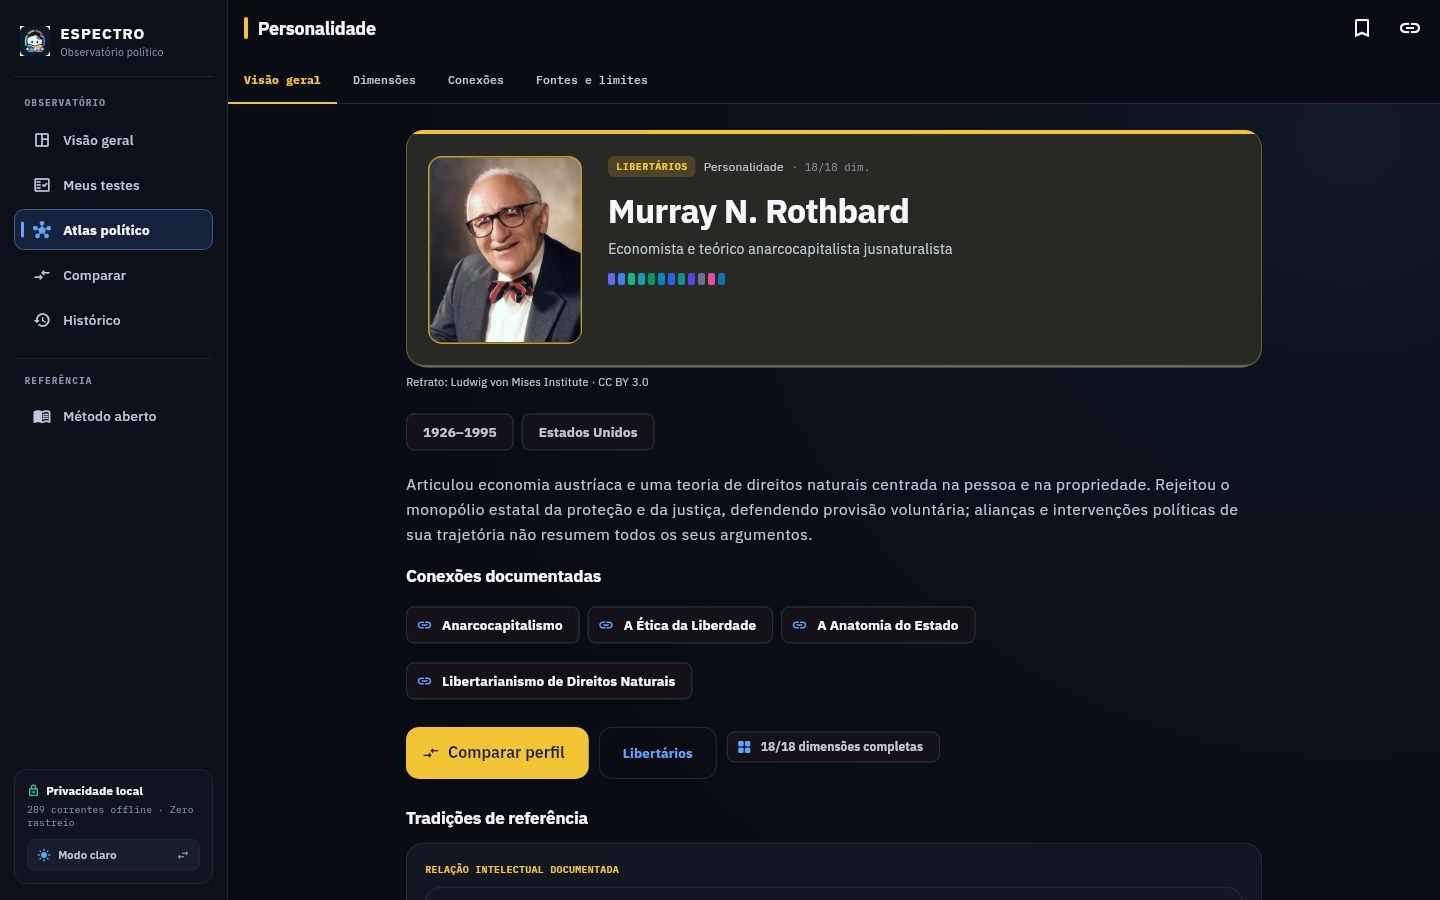 ESPECTRO
Observatório político
OBSERVATÓRIO
Visão geral
Meus testes
Atlas político
Comparar
Histórico
REFERÊNCIA
Método aberto
Privacidade local
289 correntes offline · Zero
rastreio
Modo claro
Personalidade
Visão geral
Dimensões
Conexões
Fontes e limites
LIBERTÁRIOS
Personalidade · 18/18 dim.
Murray N. Rothbard
Economista e teórico anarcocapitalista jusnaturalista
Retrato: Ludwig von Mises Institute · CC BY 3.0
1926–1995
Estados Unidos
Articulou economia austríaca e uma teoria de direitos naturais centrada na pessoa e na propriedade. Rejeitou o
monopólio estatal da proteção e da justiça, defendendo provisão voluntária; alianças e intervenções políticas de
sua trajetória não resumem todos os seus argumentos.
Conexões documentadas
Anarcocapitalismo
A Ética da Liberdade
A Anatomia do Estado
Libertarianismo de Direitos Naturais
Comparar perfil
Libertários
18/18 dimensões completas
Tradições de referência
RELAÇÃO INTELECTUAL DOCUMENTADA